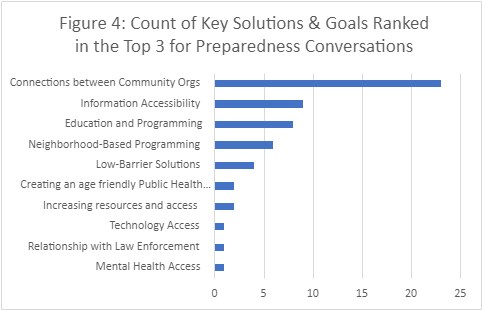 Figure 4: Count of Key Solutions & Goals Ranked
in the Top 3 for Preparedness Conversations
Connections between Community Orgs
Information Accessibility
Education and Programming
Neighborhood-Based Programming
Low-Barrier Solutions
Creating an age friendly Public Health...
Increasing resources and access
Technology Access
Relationship with Law Enforcement
Mental Health Access
0 5 10 15 20 25